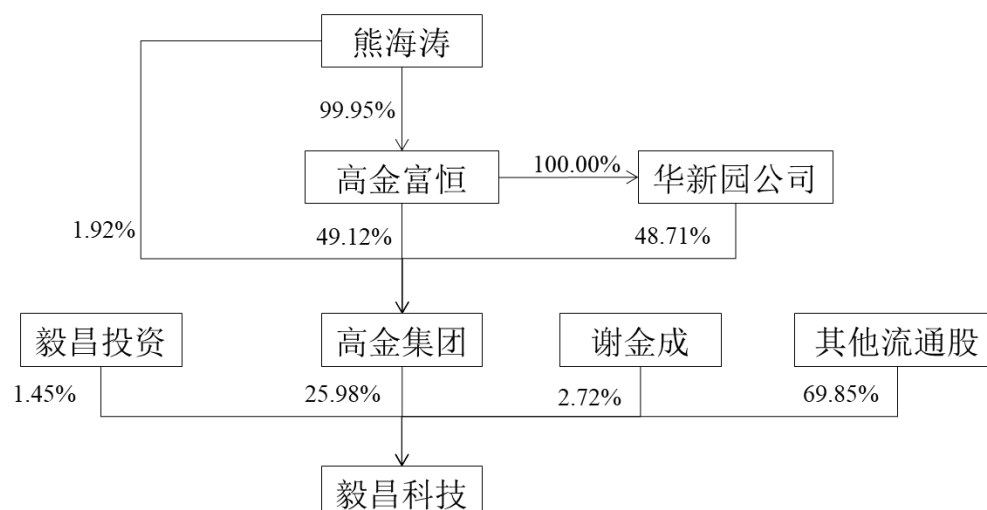 熊海涛
99.95%
高金富恒
100.00%
华新园公司
1.92%
49.12%
48.71%
毅昌投资
高金集团
谢金成
其他流通股
1.45%
25.98%
2.72%
69.85%
毅昌科技